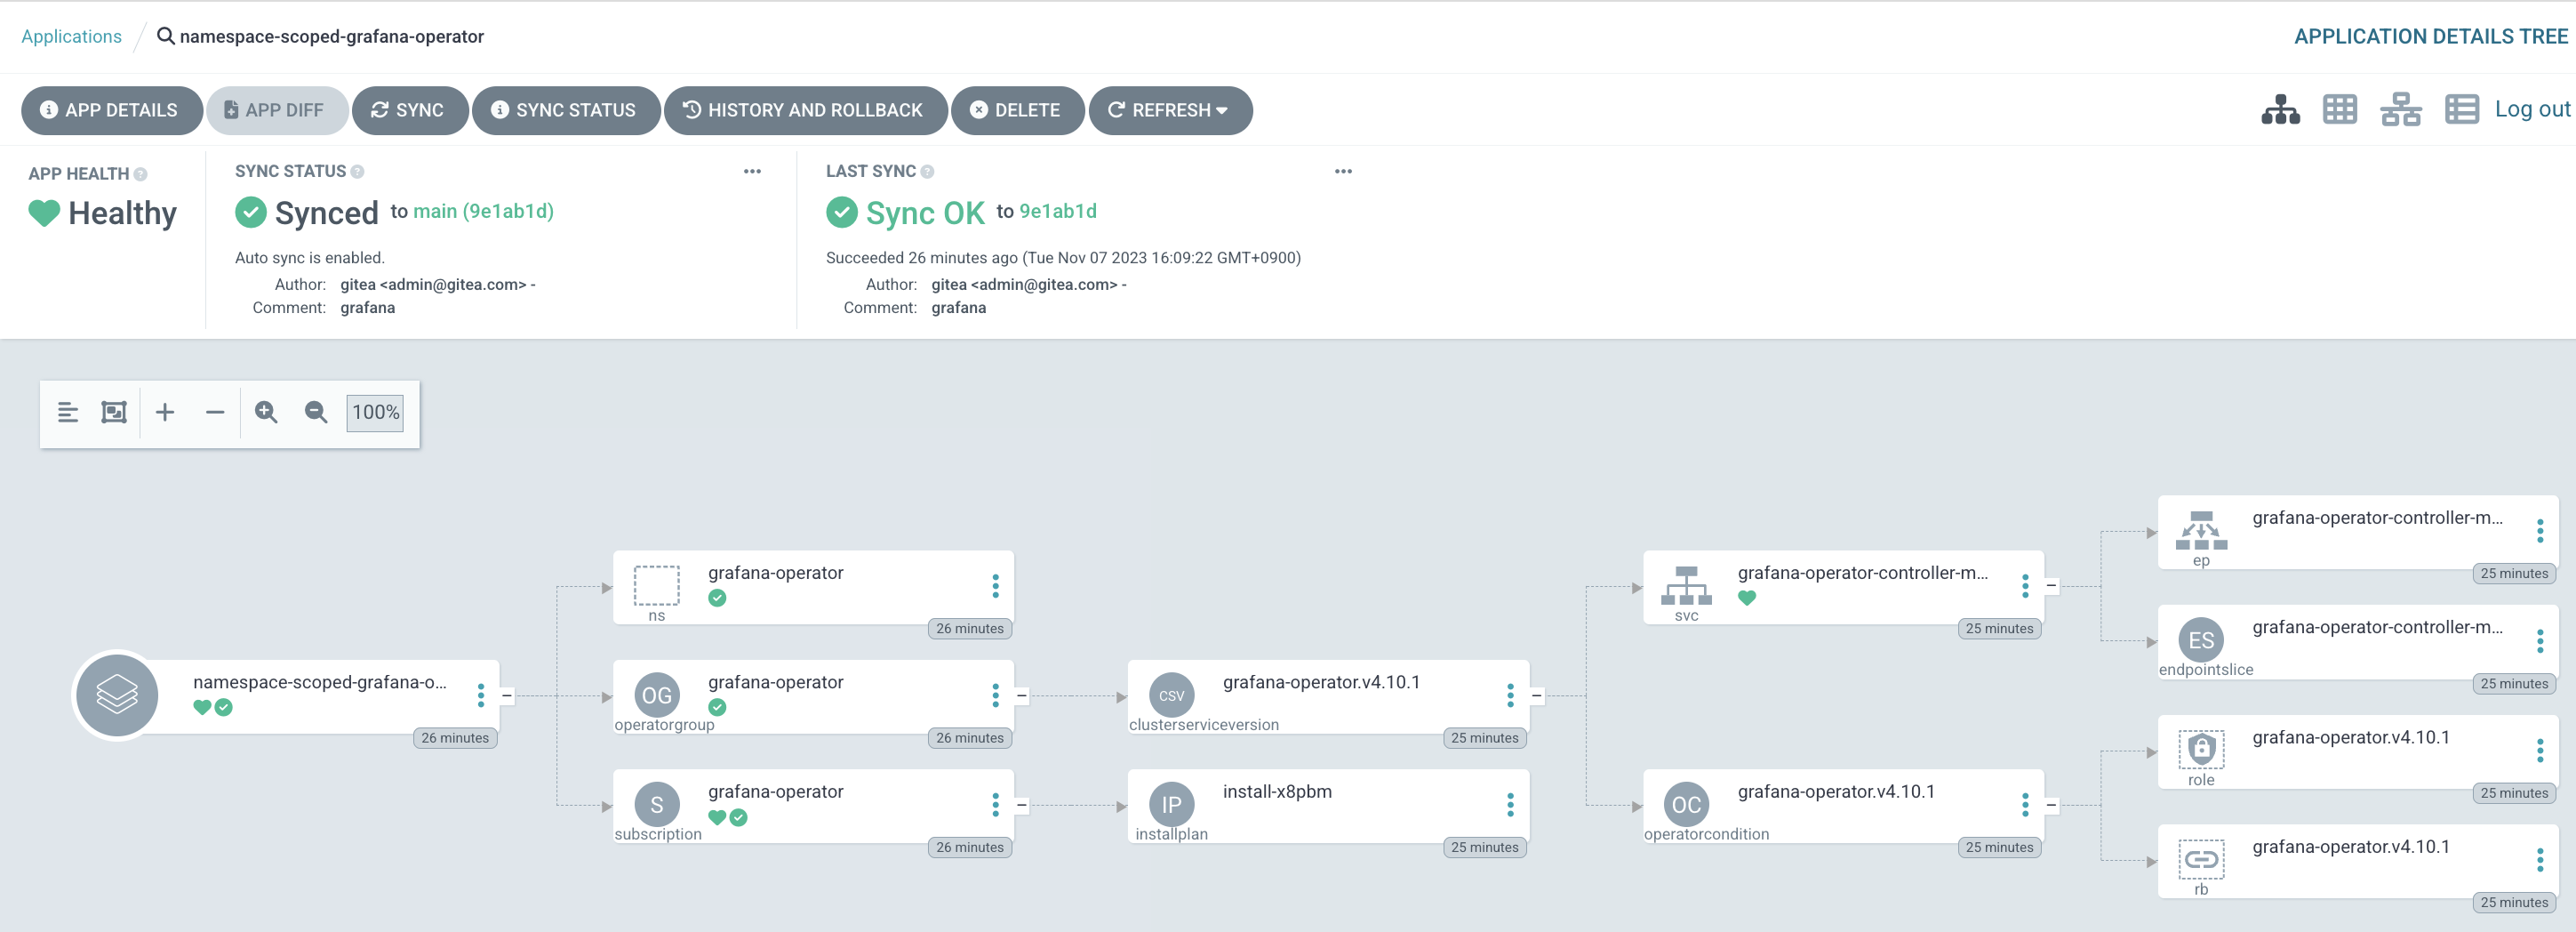 Applications / namespace-scoped-grafana-operator
APPLICATION DETAILS TREE
APP DETAILS
APP DIFF
SYNC
SYNC STATUS
HISTORY AND ROLLBACK
DELETE
REFRESH
Log out
APP HEALTH
Healthy
SYNC STATUS
Synced to main (9e1ab1d)
Auto sync is enabled.
Author: gitea <admin@gitea.com> -
Comment: grafana
LAST SYNC
Sync OK to 9e1ab1d
Succeeded 26 minutes ago (Tue Nov 07 2023 16:09:22 GMT+0900)
Author: gitea <admin@gitea.com> -
Comment: grafana
100%
namespace-scoped-grafana-o...
26 minutes
grafana-operator
ns
26 minutes
OG
grafana-operator
operatorgroup
26 minutes
S
grafana-operator
subscription
26 minutes
CSV
grafana-operator.v4.10.1
clusterserviceversion
25 minutes
IP
install-x8pbm
installplan
25 minutes
grafana-operator-controller-m...
svc
25 minutes
OC
grafana-operator.v4.10.1
operatorcondition
25 minutes
grafana-operator-controller-m...
ep
25 minutes
ES
grafana-operator-controller-m...
endpointslice
25 minutes
grafana-operator.v4.10.1
role
25 minutes
grafana-operator.v4.10.1
rb
25 minutes